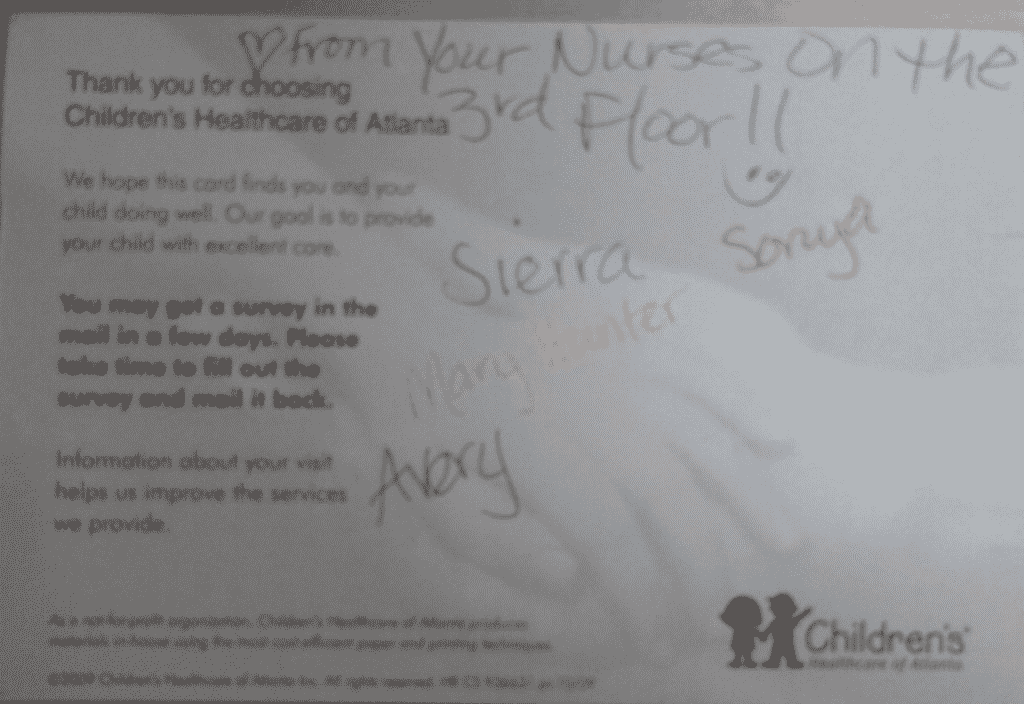 ♡ From Your Nurses on the
3rd Floor!!
Thank you for choosing
Children's Healthcare of Atlanta
We hope this card finds you and your
child doing well. Our goal is to provide
your child with excellent care.
Sierra
Sonya
You may get a survey in the
mail in a few days. Please
take time to fill out the
survey and mail it back.
Mary Hunter
Avery
Information about your visit
helps us improve the services
we provide.
As a not-for-profit organization, Children's Healthcare of Atlanta produces
materials in-house using the most cost-efficient paper and printing techniques.
Children's Healthcare of Atlanta Inc. All rights reserved.
Children's
Healthcare of Atlanta